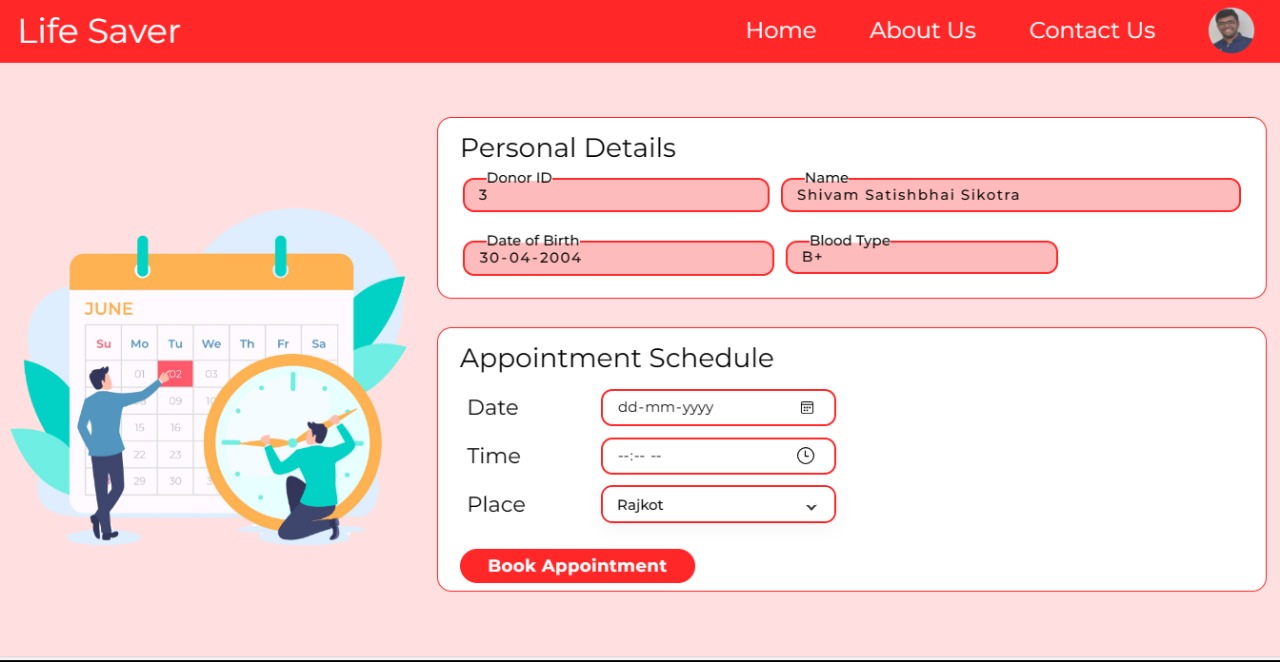 Life Saver Home About Us Contact Us
Personal Details
Donor ID Name
3 Shivam Satishbhai Sikotra
Date of Birth Blood Type
30-04-2004 B+
JUNE
Su Mo Tu We Th Fr Sa
01 02 03
09
15 16
22 23
29 30
Appointment Schedule
Date dd-mm-yyyy
Time --:-- --
Place Rajkot
Book Appointment